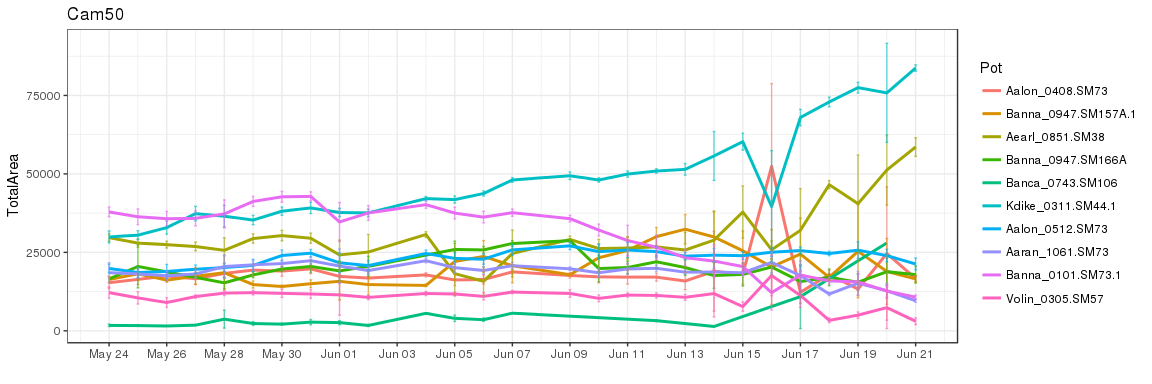 Cam50
TotalArea
75000
50000
25000
0
May 24 May 26 May 28 May 30 Jun 01 Jun 03 Jun 05 Jun 07 Jun 09 Jun 11 Jun 13 Jun 15 Jun 17 Jun 19 Jun 21
Pot
Aalon_0408.SM73
Banna_0947.SM157A.1
Aearl_0851.SM38
Banna_0947.SM166A
Banca_0743.SM106
Kdike_0311.SM44.1
Aalon_0512.SM73
Aaran_1061.SM73
Banna_0101.SM73.1
Volin_0305.SM57